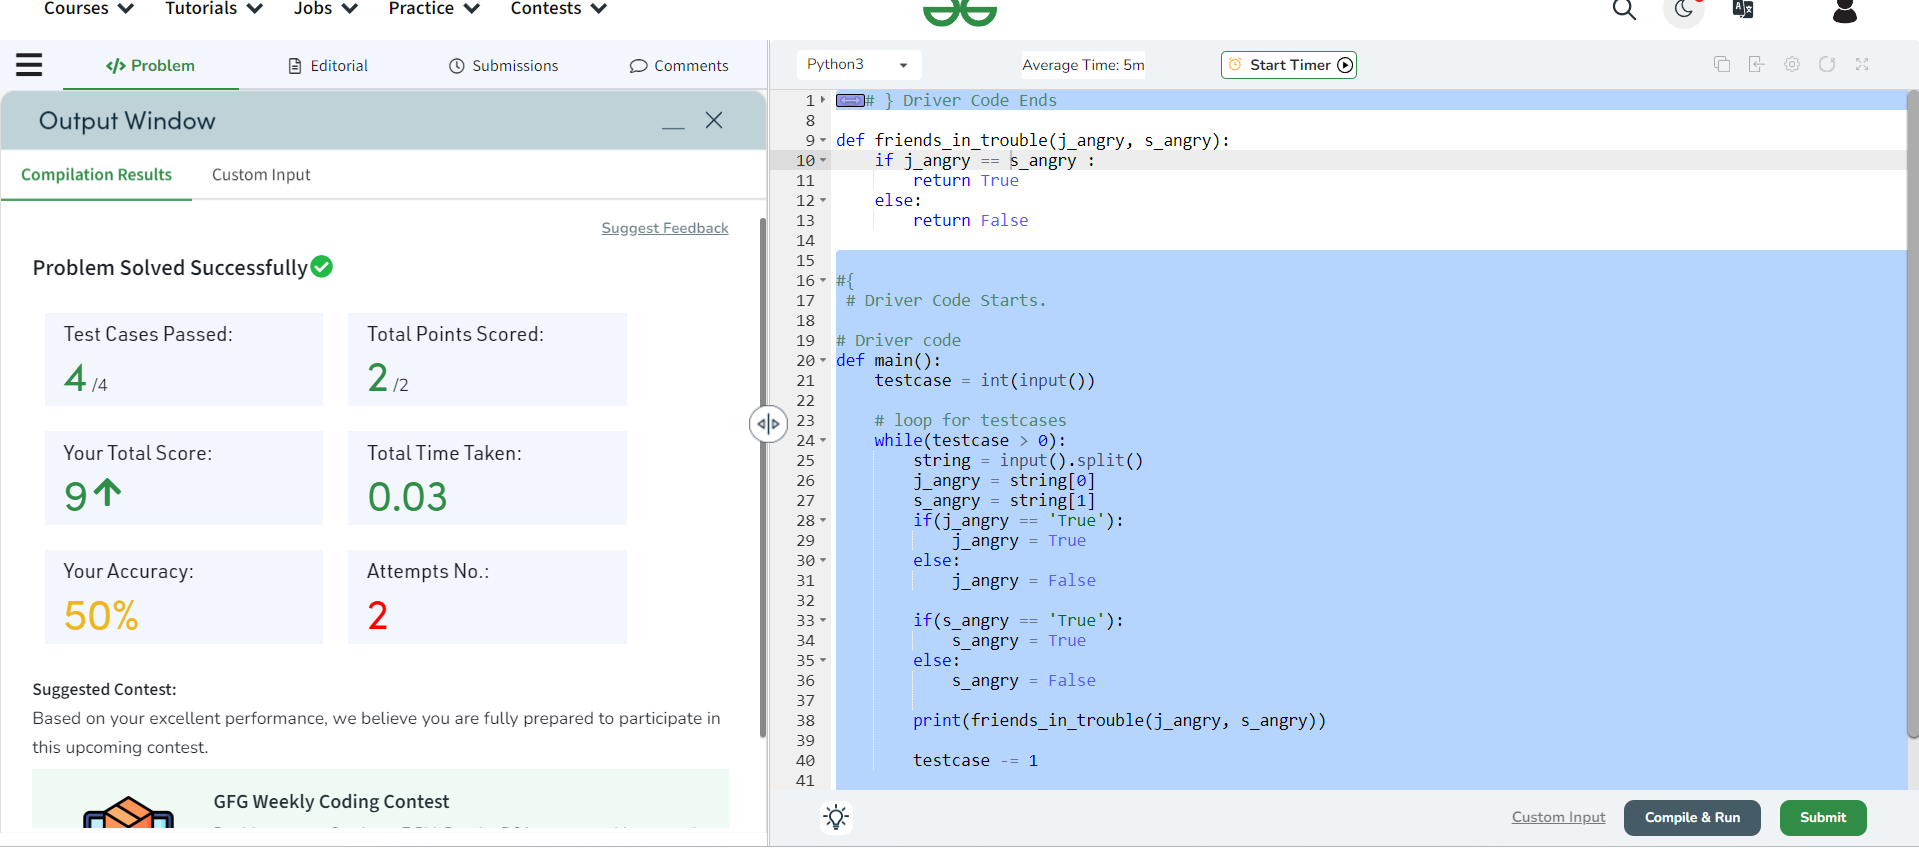 Courses Tutorials Jobs Practice Contests
</> Problem Editorial Submissions Comments
Output Window
Compilation Results Custom Input
Suggest Feedback
Problem Solved Successfully
Test Cases Passed:
4 /4
Total Points Scored:
2 /2
Your Total Score:
9
Total Time Taken:
0.03
Your Accuracy:
50%
Attempts No.:
2
Suggested Contest:
Based on your excellent performance, we believe you are fully prepared to participate in
this upcoming contest.
GFG Weekly Coding Contest
Python3 Average Time: 5m Start Timer
1 # } Driver Code Ends
8
9 def friends_in_trouble(j_angry, s_angry):
10 if j_angry == s_angry :
11 return True
12 else:
13 return False
14
15
16 #{
17 # Driver Code Starts.
18
19 # Driver code
20 def main():
21 testcase = int(input())
22
23 # loop for testcases
24 while(testcase > 0):
25 string = input().split()
26 j_angry = string[0]
27 s_angry = string[1]
28 if(j_angry == 'True'):
29 j_angry = True
30 else:
31 j_angry = False
32
33 if(s_angry == 'True'):
34 s_angry = True
35 else:
36 s_angry = False
37
38 print(friends_in_trouble(j_angry, s_angry))
39
40 testcase -= 1
41
Custom Input Compile & Run Submit